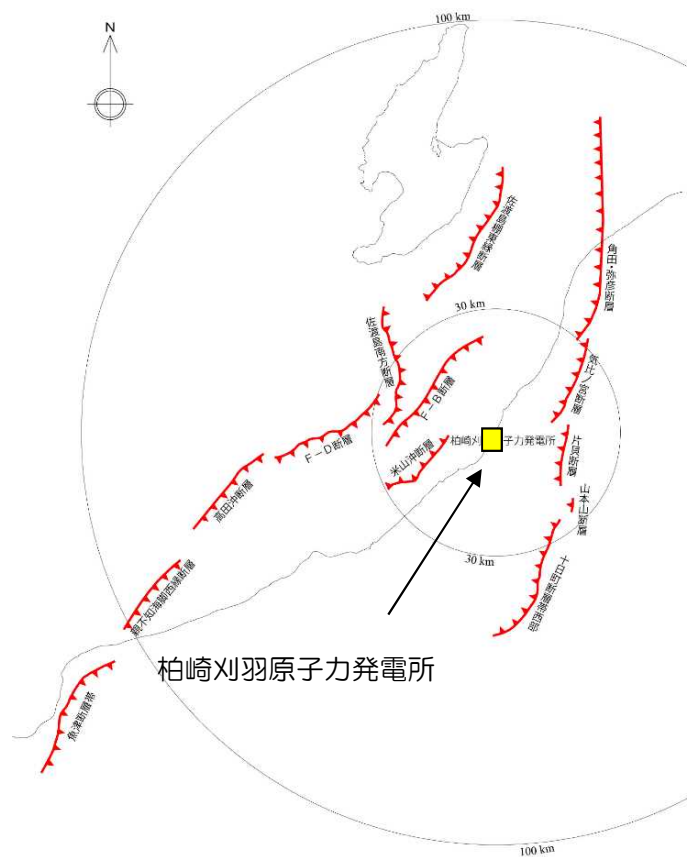 100 km
N
佐渡島棚東縁断層
角田・弥彦断層
30 km
佐渡島南方断層
F－B断層
気比ノ宮断層
F－D断層
柏崎刈
子力発電所
米山沖断層
片貝断層
高田沖断層
山本山断層
30 km
十日町断層帯西部
親不知海脚西縁断層
柏崎刈羽原子力発電所
魚津断層帯
100 km